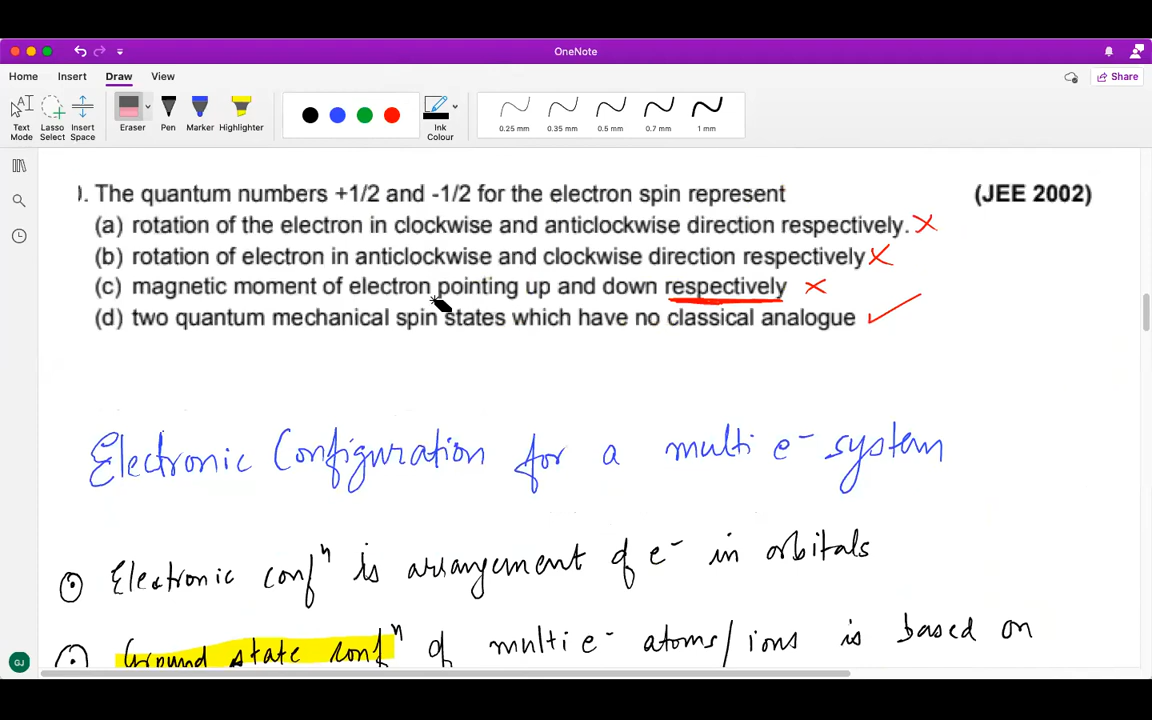 OneNote
Home Insert Draw View
Share
Text Mode
Lasso Select
Insert Space
Eraser
Pen
Marker
Highlighter
Ink Colour
0.25 mm 0.35 mm 0.5 mm 0.7 mm 1 mm
). The quantum numbers +1/2 and -1/2 for the electron spin represent (JEE 2002)
(a) rotation of the electron in clockwise and anticlockwise direction respectively.
(b) rotation of electron in anticlockwise and clockwise direction respectively
(c) magnetic moment of electron pointing up and down respectively
(d) two quantum mechanical spin states which have no classical analogue
Electronic Configuration for a multi e⁻ system
Electronic confⁿ is arrangement of e⁻ in orbitals
Ground state confⁿ of multi e⁻ atoms/ions is based on
GJ